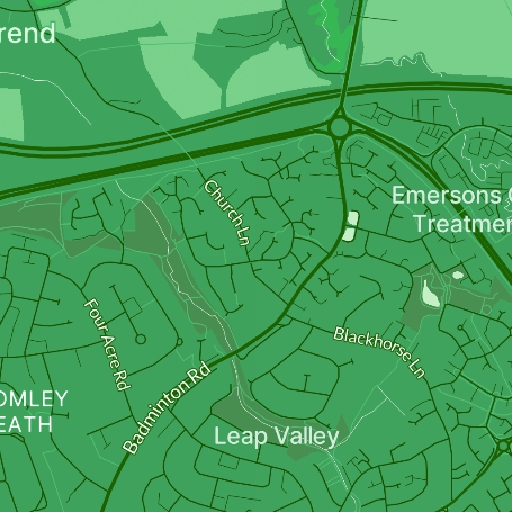 rend
Church Ln
Emersons
Treatmen
Four Acre Rd
Blackhorse Ln
OMLEY
EATH
Badminton Rd
Leap Valley